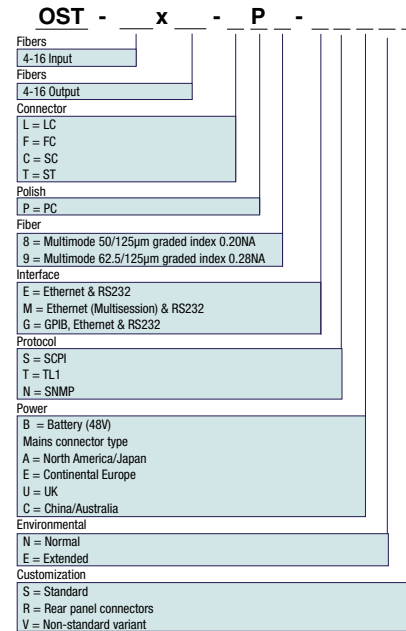 OST - __ x __ - _ P _ - _ _ _ _ _
Fibers
4-16 Input
Fibers
4-16 Output
Connector
L = LC
F = FC
C = SC
T = ST
Polish
P = PC
Fiber
8 = Multimode 50/125µm graded index 0.20NA
9 = Multimode 62.5/125µm graded index 0.28NA
Interface
E = Ethernet & RS232
M = Ethernet (Multisession) & RS232
G = GPIB, Ethernet & RS232
Protocol
S = SCPI
T = TL1
N = SNMP
Power
B = Battery (48V)
Mains connector type
A = North America/Japan
E = Continental Europe
U = UK
C = China/Australia
Environmental
N = Normal
E = Extended
Customization
S = Standard
R = Rear panel connectors
V = Non-standard variant